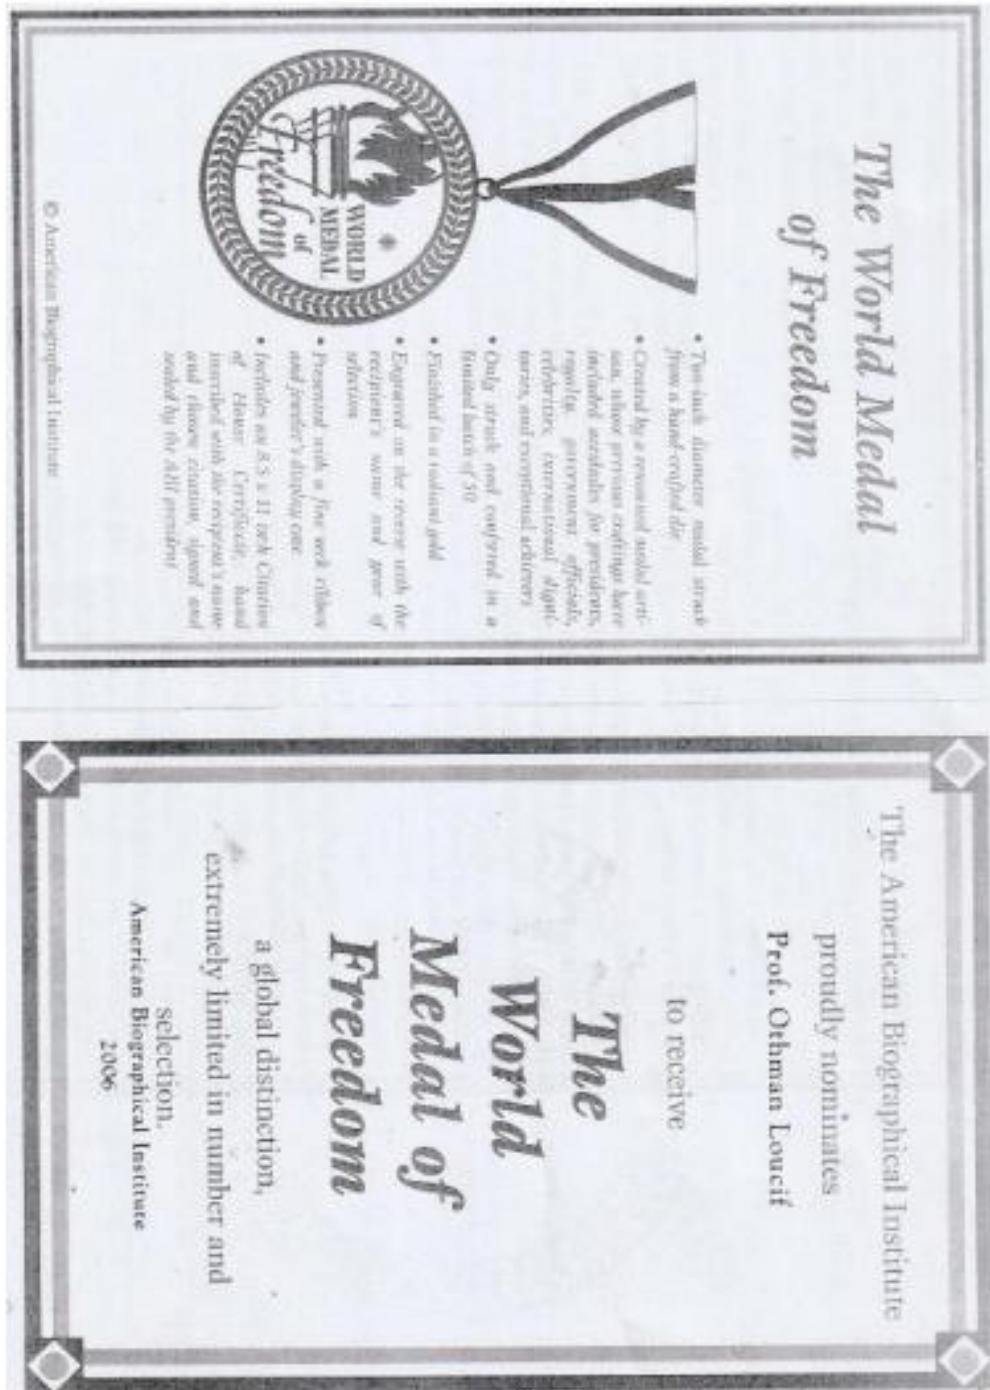 The World Medal
of Freedom
WORLD
MEDAL
of
Freedom
• Two-inch diameter medal struck
from a hand-crafted die
• Created by a renowned medal arti-
san, whose previous craftings have
included medals for presidents,
royalty, government officials,
celebrities, international digni-
taries, and exceptional achievers
• Only struck and conferred in a
limited batch of 50
• Finished in a radiant gold
• Engraved on the reverse with the
recipient's name and year of
selection
• Presented with a fine neck ribbon
and jeweler's display case
• Includes an 8.5 x 11 inch Citation
of Honor Certificate, hand
inscribed with the recipient's name
and chosen citation, signed and
sealed by the ABI president
© American Biographical Institute
The American Biographical Institute
proudly nominates
Prof. Othman Loucif
to receive
The
World
Medal of
Freedom
a global distinction,
extremely limited in number and
selection.
American Biographical Institute
2006